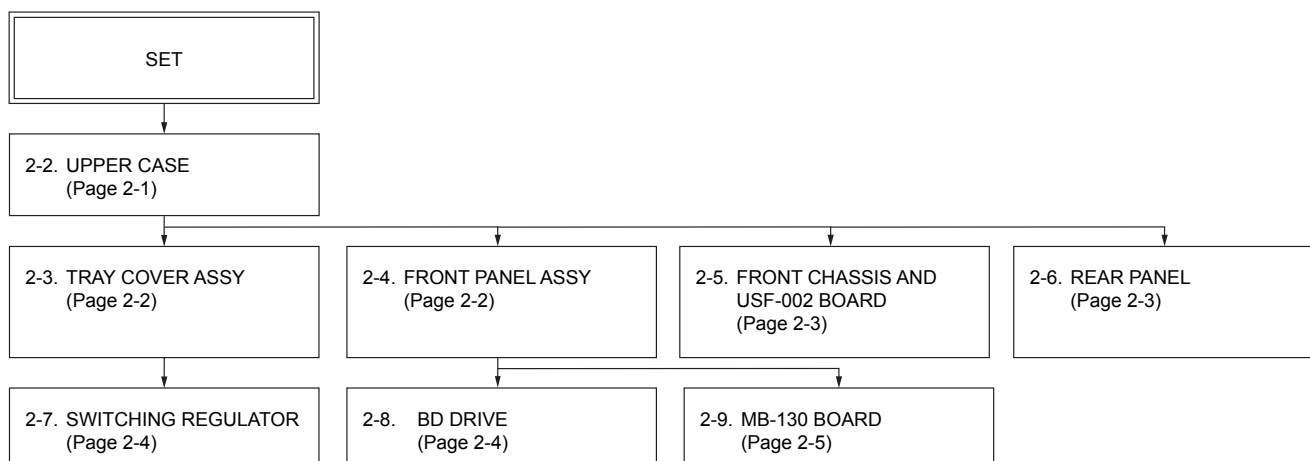 SET
2-2. UPPER CASE
(Page 2-1)
2-3. TRAY COVER ASSY
(Page 2-2)
2-4. FRONT PANEL ASSY
(Page 2-2)
2-5. FRONT CHASSIS AND
USF-002 BOARD
(Page 2-3)
2-6. REAR PANEL
(Page 2-3)
2-7. SWITCHING REGULATOR
(Page 2-4)
2-8. BD DRIVE
(Page 2-4)
2-9. MB-130 BOARD
(Page 2-5)